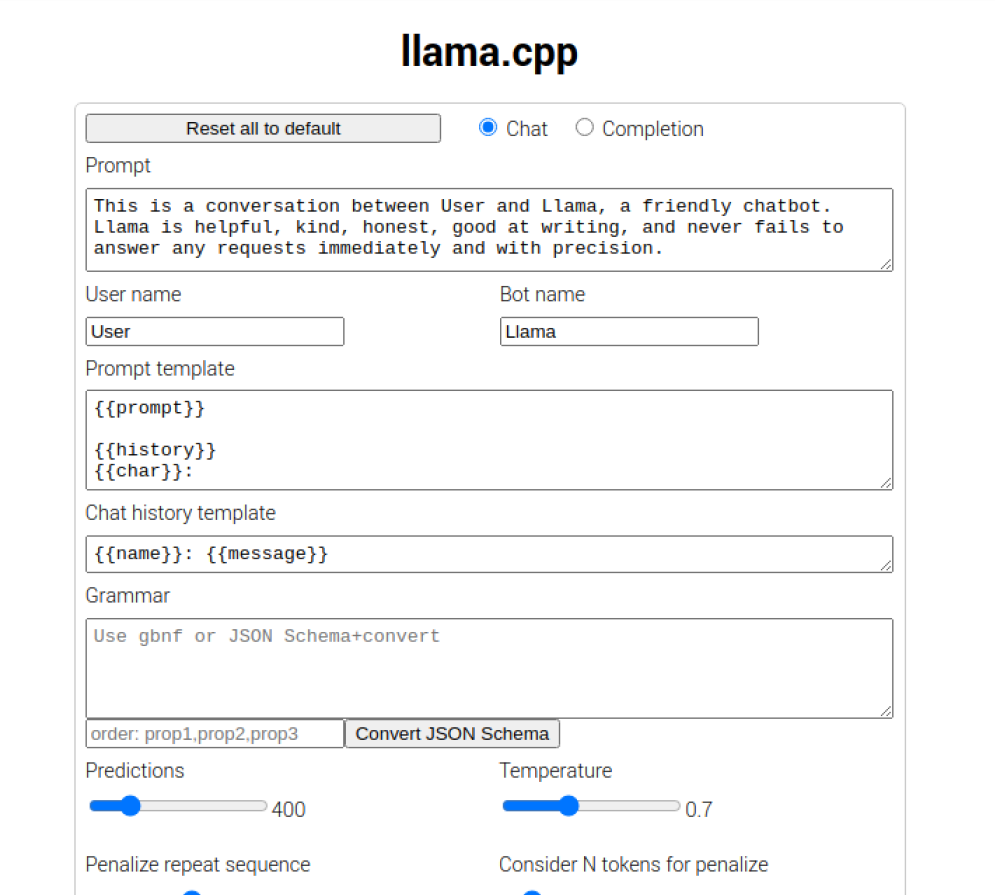 llama.cpp
Reset all to default Chat Completion
Prompt
This is a conversation between User and Llama, a friendly chatbot.
Llama is helpful, kind, honest, good at writing, and never fails to
answer any requests immediately and with precision.
User name Bot name
User Llama
Prompt template
{{prompt}}
{{history}}
{{char}}:
Chat history template
{{name}}: {{message}}
Grammar
Use gbnf or JSON Schema+convert
order: prop1,prop2,prop3 Convert JSON Schema
Predictions Temperature
400 0.7
Penalize repeat sequence Consider N tokens for penalize